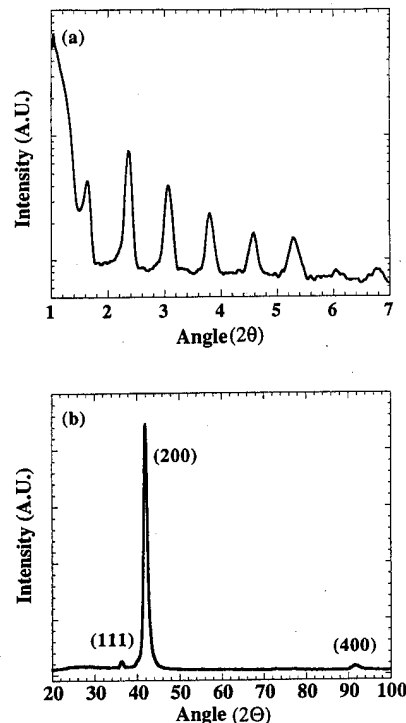 (a)
Intensity (A.U.)
1 2 3 4 5 6 7
Angle (2θ)
(b)
(200)
(111)
(400)
Intensity (A.U.)
20 30 40 50 60 70 80 90 100
Angle (2Θ)